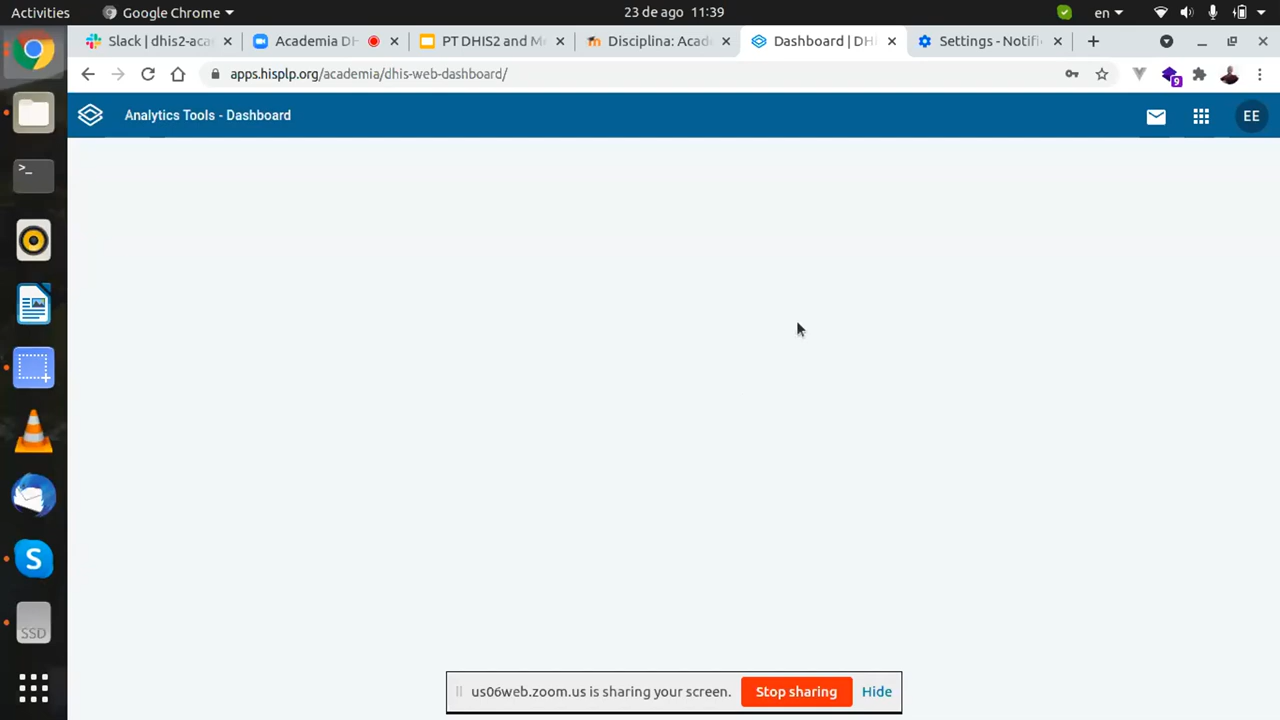 Activities
Google Chrome
23 de ago 11:39
en
Slack | dhis2-aca
Academia DH
PT DHIS2 and M
Disciplina: Acad
Dashboard | DHI
Settings - Notifi
apps.hisplp.org/academia/dhis-web-dashboard/
9
Analytics Tools - Dashboard
EE
>_
S
SSD
us06web.zoom.us is sharing your screen.
Stop sharing
Hide